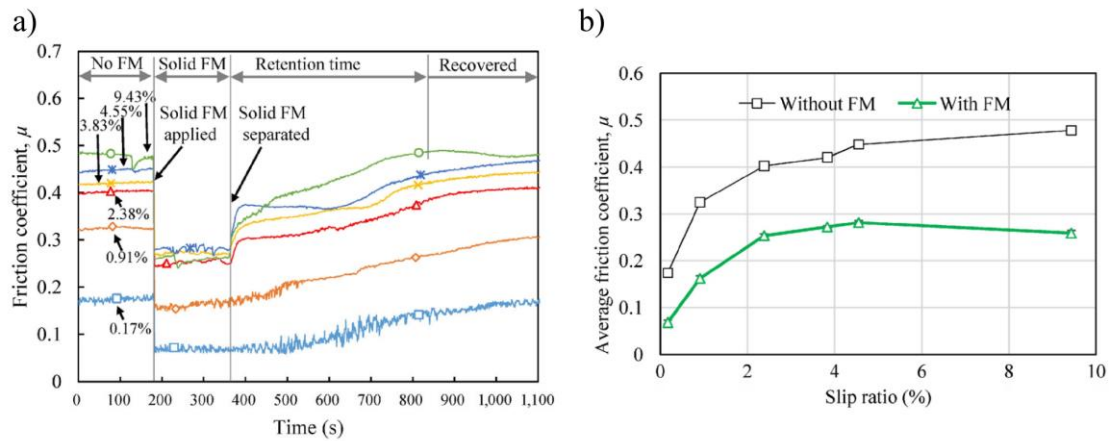 a)
b)
0.7
0.6
0.5
0.4
0.3
0.2
0.1
0
No FM
Solid FM
Retention time
Recovered
9.43%
4.55%
3.83%
2.38%
0.91%
0.17%
Solid FM
applied
Solid FM
separated
0 100 200 300 400 500 600 700 800 900 1,000 1,100
Time (s)
Friction coefficient, μ
0.6
0.5
0.4
0.3
0.2
0.1
0
Without FM
With FM
0 2 4 6 8 10
Slip ratio (%)
Average friction coefficient, μ